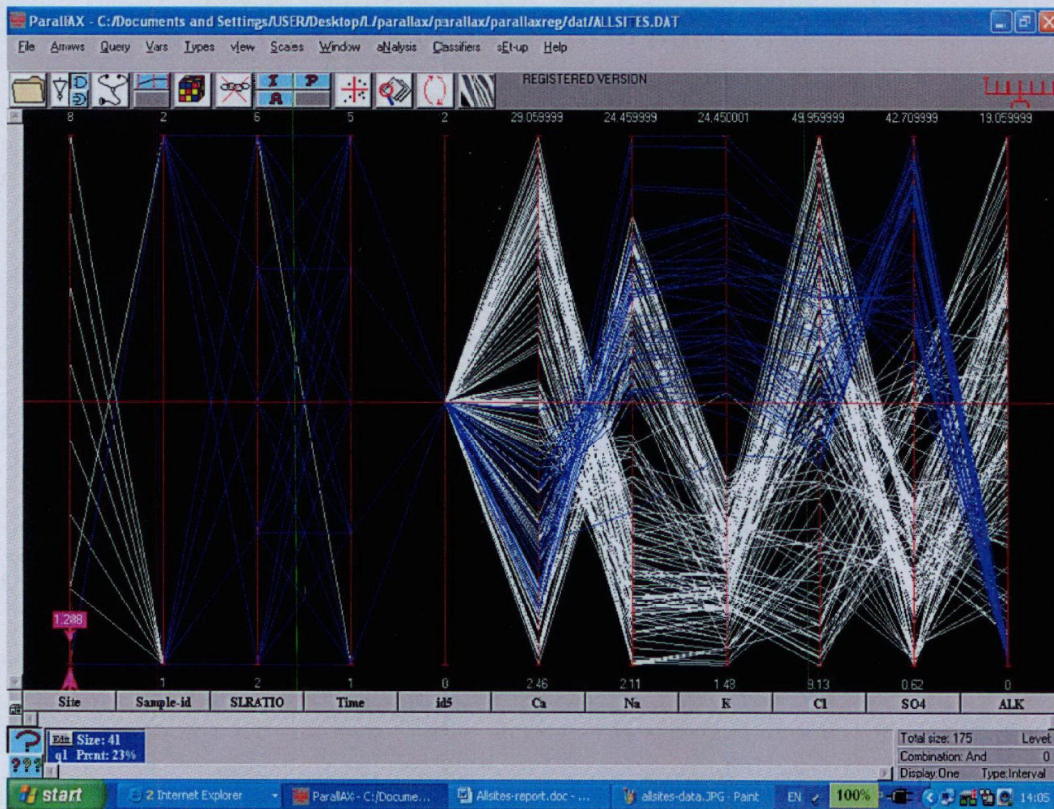 ParallAX - C:/Documents and Settings/USER/Desktop/L/parallax/parallax/parallaxreg/dat/ALLSITES.DAT
File Arrows Query Vars Types vIew Scales Window aNalysis Classifiers sEt-up Help
I P REGISTERED VERSION
A
8 2 6 5 2 29.059999 24.459999 24.450001 49.959999 42.709999 19.059999
1.288
1 2 1 0 2.46 2.11 1.48 9.13 0.62 0
Site Sample-id SLRATIO Time id5 Ca Na K Cl SO4 ALK
? Edit Size: 41 Total size: 175 Level
??? q1 Prcnt: 23% Combination: And 0
Display:One Type:Interval
start 2 Internet Explorer ParallAX - C:/Docume... Allsites-report.doc - ... allsites-data.JPG - Paint EN 100% 14:05